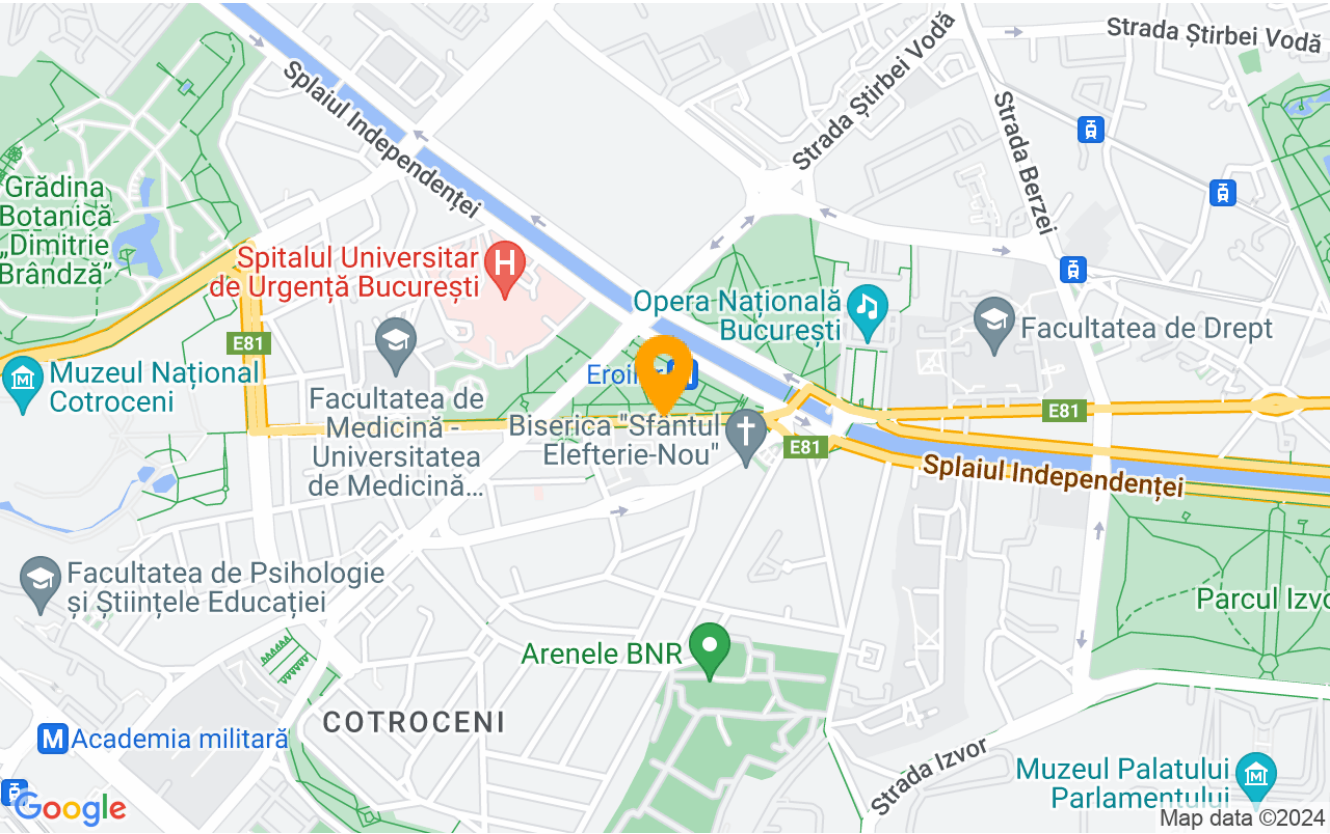 Strada Știrbei Vodă
Strada Știrbei Vodă
Splaiul Independenței
Strada Berzei
Grădina
Botanică
„Dimitrie
Brândză”
Spitalul Universitar
de Urgență București
H
Opera Națională
București
Facultatea de Drept
E81
Muzeul Național
Cotroceni
Facultatea de
Medicină -
Universitatea
de Medicină...
E81
Biserica "Sfântul
Elefterie-Nou"
E81
Splaiul Independenței
Facultatea de Psihologie
și Științele Educației
Parcul
Arenele BNR
COTROCENI
M Academia militară
Strada Izvor
Muzeul Palatului
Parlamentului
Google
Map data ©2024